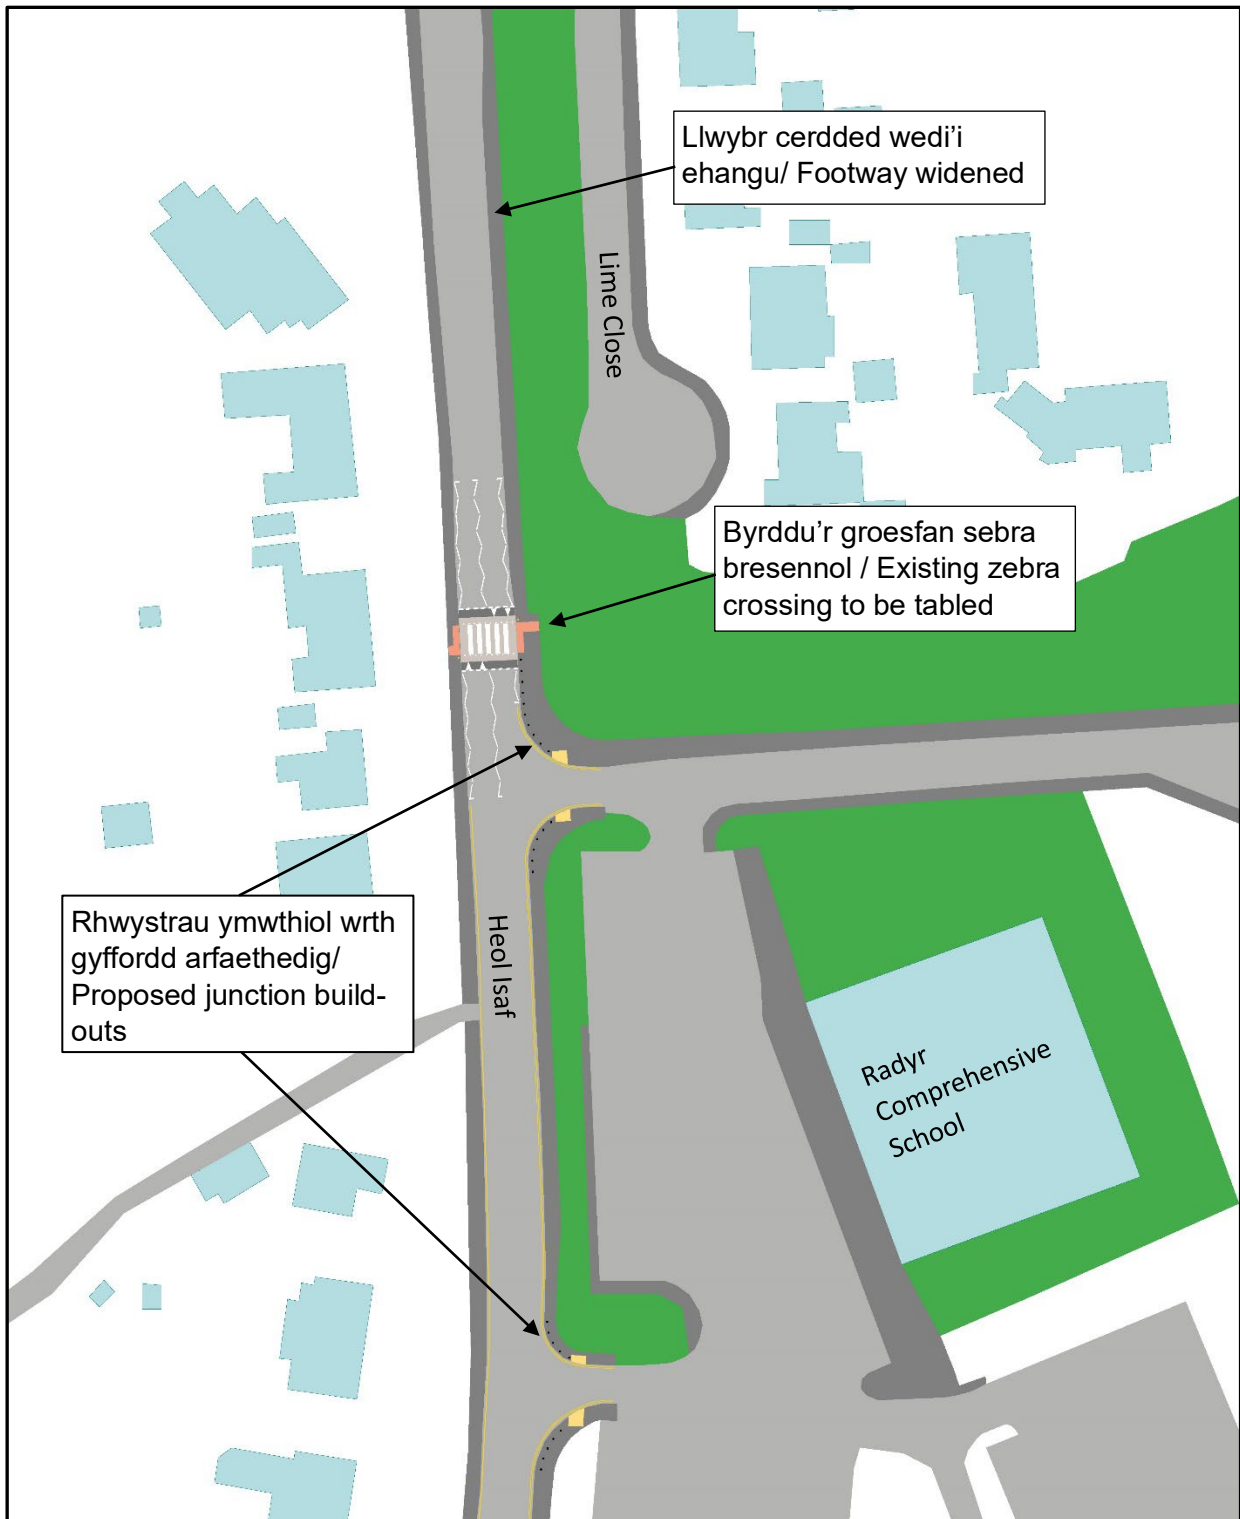 Llwybr cerdded wedi’i
ehangu/ Footway widened
Lime Close
Byrddu’r groesfan sebra
bresennol / Existing zebra
crossing to be tabled
Rhwystrau ymwthiol wrth
gyffordd arfaethedig/
Proposed junction build-
outs
Heol Isaf
Radyr
Comprehensive
School